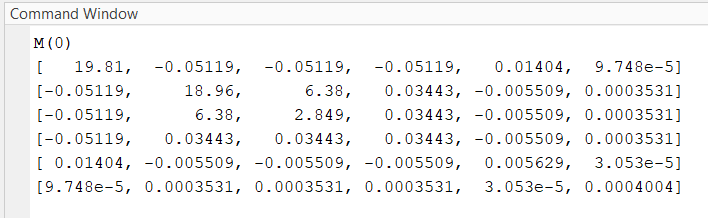 Command Window
M(0)
[   19.81,  -0.05119,  -0.05119,  -0.05119,   0.01404,  9.748e-5]
[-0.05119,     18.96,      6.38,   0.03443, -0.005509, 0.0003531]
[-0.05119,      6.38,     2.849,   0.03443, -0.005509, 0.0003531]
[-0.05119,   0.03443,   0.03443,   0.03443, -0.005509, 0.0003531]
[ 0.01404, -0.005509, -0.005509, -0.005509,  0.005629,  3.053e-5]
[9.748e-5, 0.0003531, 0.0003531, 0.0003531,  3.053e-5, 0.0004004]